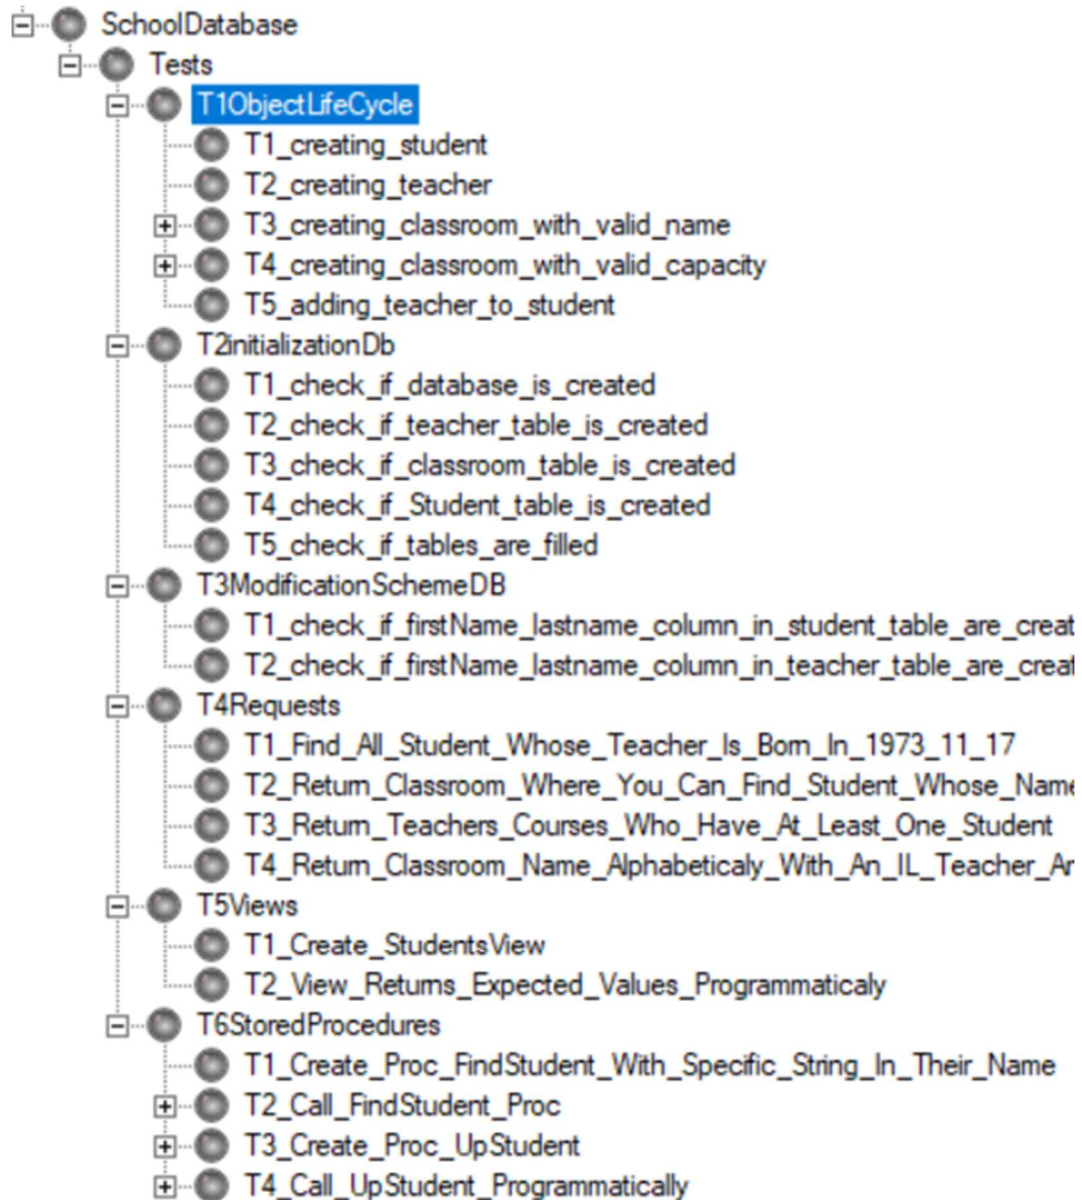 SchoolDatabase
Tests
T1ObjectLifeCycle
T1_creating_student
T2_creating_teacher
T3_creating_classroom_with_valid_name
T4_creating_classroom_with_valid_capacity
T5_adding_teacher_to_student
T2initializationDb
T1_check_if_database_is_created
T2_check_if_teacher_table_is_created
T3_check_if_classroom_table_is_created
T4_check_if_Student_table_is_created
T5_check_if_tables_are_filled
T3ModificationSchemeDB
T1_check_if_firstName_lastname_column_in_student_table_are_creat
T2_check_if_firstName_lastname_column_in_teacher_table_are_creat
T4Requests
T1_Find_All_Student_Whose_Teacher_Is_Born_In_1973_11_17
T2_Return_Classroom_Where_You_Can_Find_Student_Whose_Name
T3_Return_Teachers_Courses_Who_Have_At_Least_One_Student
T4_Return_Classroom_Name_Alphabeticaly_With_An_IL_Teacher_Ar
T5Views
T1_Create_StudentsView
T2_View_Returns_Expected_Values_Programmaticaly
T6StoredProcedures
T1_Create_Proc_FindStudent_With_Specific_String_In_Their_Name
T2_Call_FindStudent_Proc
T3_Create_Proc_UpStudent
T4_Call_UpStudent_Programmatically